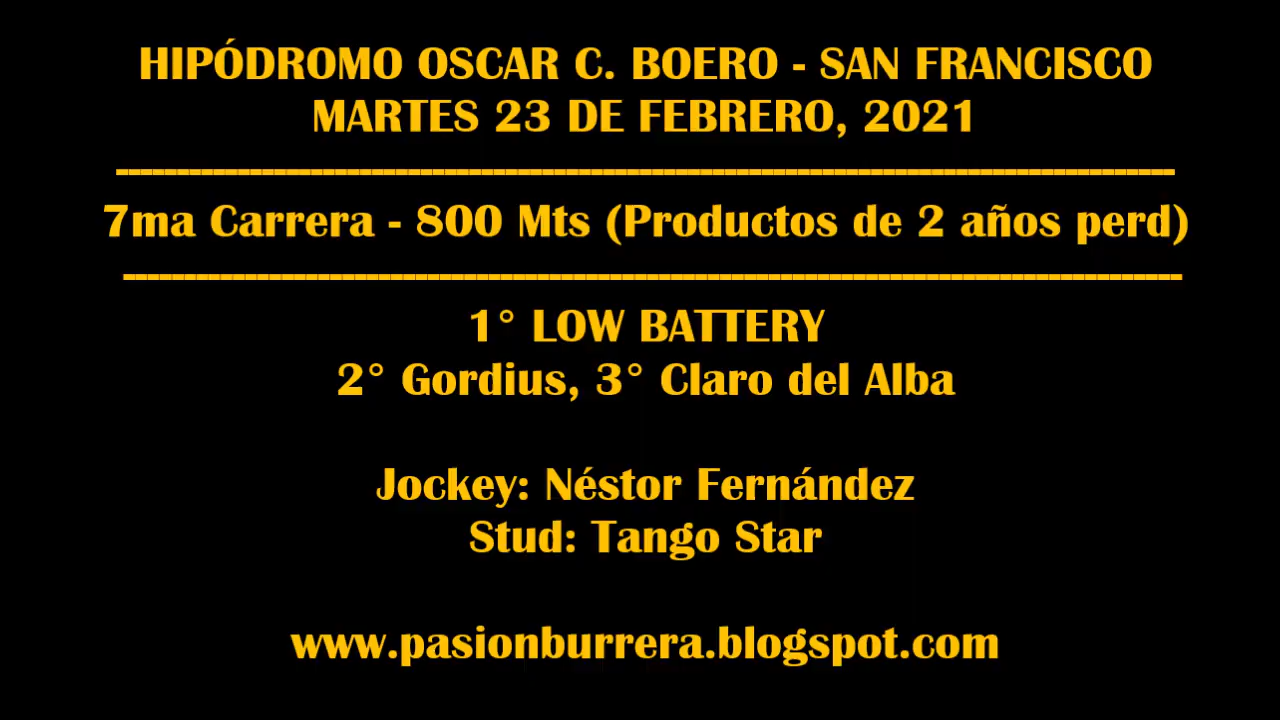 HIPÓDROMO OSCAR C. BOERO - SAN FRANCISCO
MARTES 23 DE FEBRERO, 2021
7ma Carrera - 800 Mts (Productos de 2 años perd)
1° LOW BATTERY
2° Gordius, 3° Claro del Alba
Jockey: Néstor Fernández
Stud: Tango Star
www.pasionburrera.blogspot.com